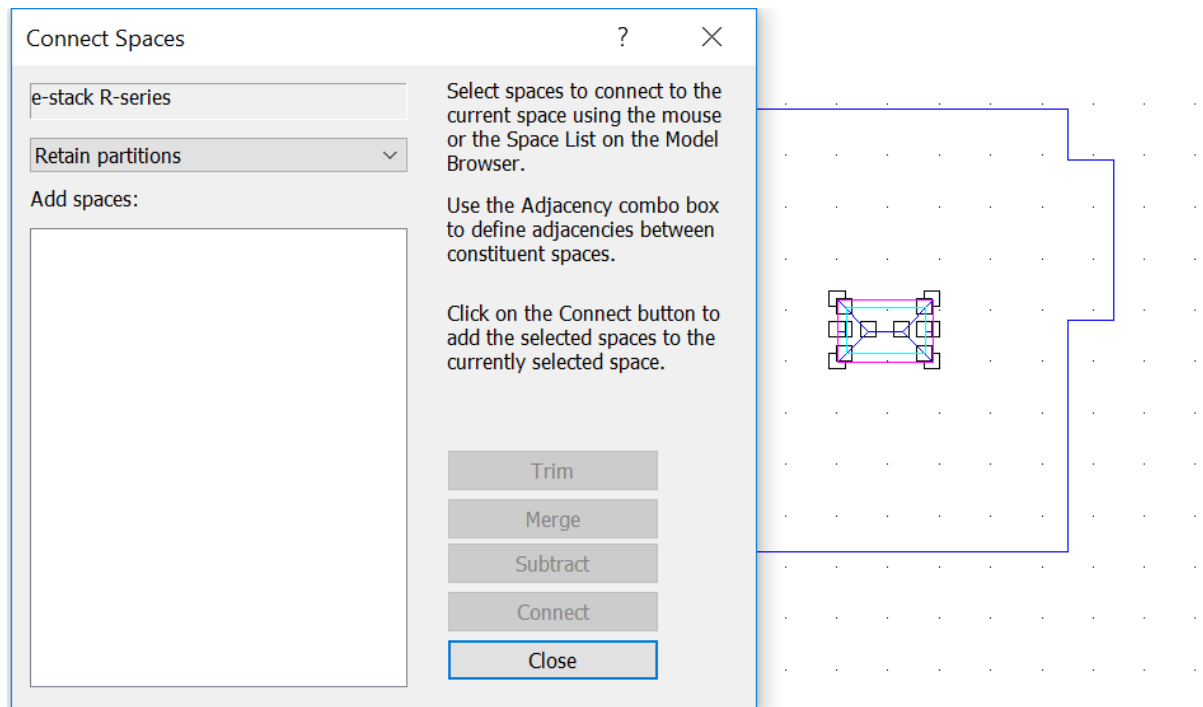 Connect Spaces
?
e-stack R-series
Retain partitions
Add spaces:
Select spaces to connect to the
current space using the mouse
or the Space List on the Model
Browser.
Use the Adjacency combo box
to define adjacencies between
constituent spaces.
Click on the Connect button to
add the selected spaces to the
currently selected space.
Trim
Merge
Subtract
Connect
Close